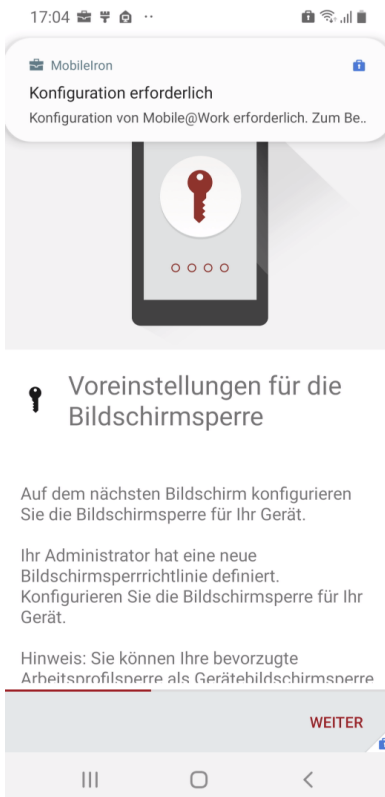 17:04
MobileIron
Konfiguration erforderlich
Konfiguration von Mobile@Work erforderlich. Zum Be..
Voreinstellungen für die
Bildschirmsperre
Auf dem nächsten Bildschirm konfigurieren
Sie die Bildschirmsperre für Ihr Gerät.
Ihr Administrator hat eine neue
Bildschirmsperrrichtlinie definiert.
Konfigurieren Sie die Bildschirmsperre für Ihr
Gerät.
Hinweis: Sie können Ihre bevorzugte
Arbeitsprofilsperre als Gerätebildschirmsperre
WEITER